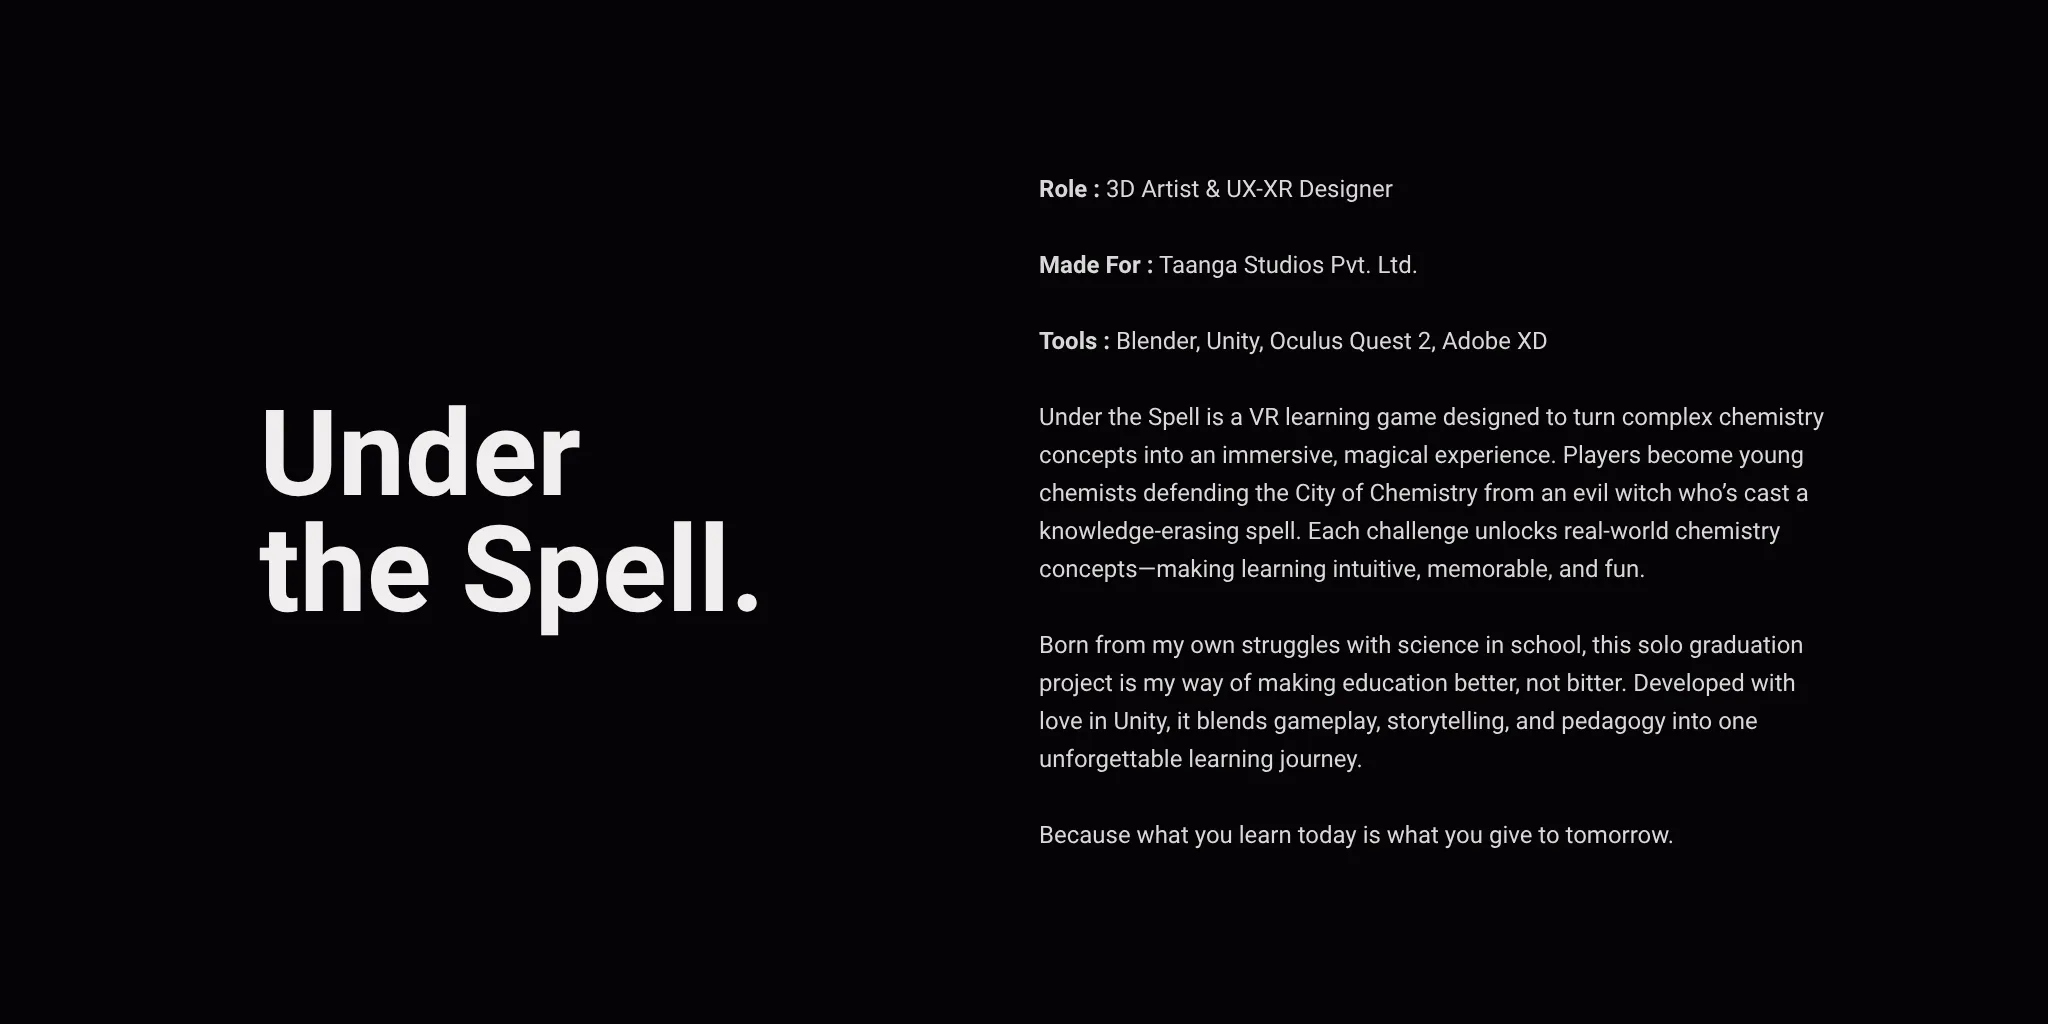 Under
the Spell.
Role : 3D Artist & UX-XR Designer
Made For : Taanga Studios Pvt. Ltd.
Tools : Blender, Unity, Oculus Quest 2, Adobe XD
Under the Spell is a VR learning game designed to turn complex chemistry
concepts into an immersive, magical experience. Players become young
chemists defending the City of Chemistry from an evil witch who’s cast a
knowledge-erasing spell. Each challenge unlocks real-world chemistry
concepts—making learning intuitive, memorable, and fun.
Born from my own struggles with science in school, this solo graduation
project is my way of making education better, not bitter. Developed with
love in Unity, it blends gameplay, storytelling, and pedagogy into one
unforgettable learning journey.
Because what you learn today is what you give to tomorrow.